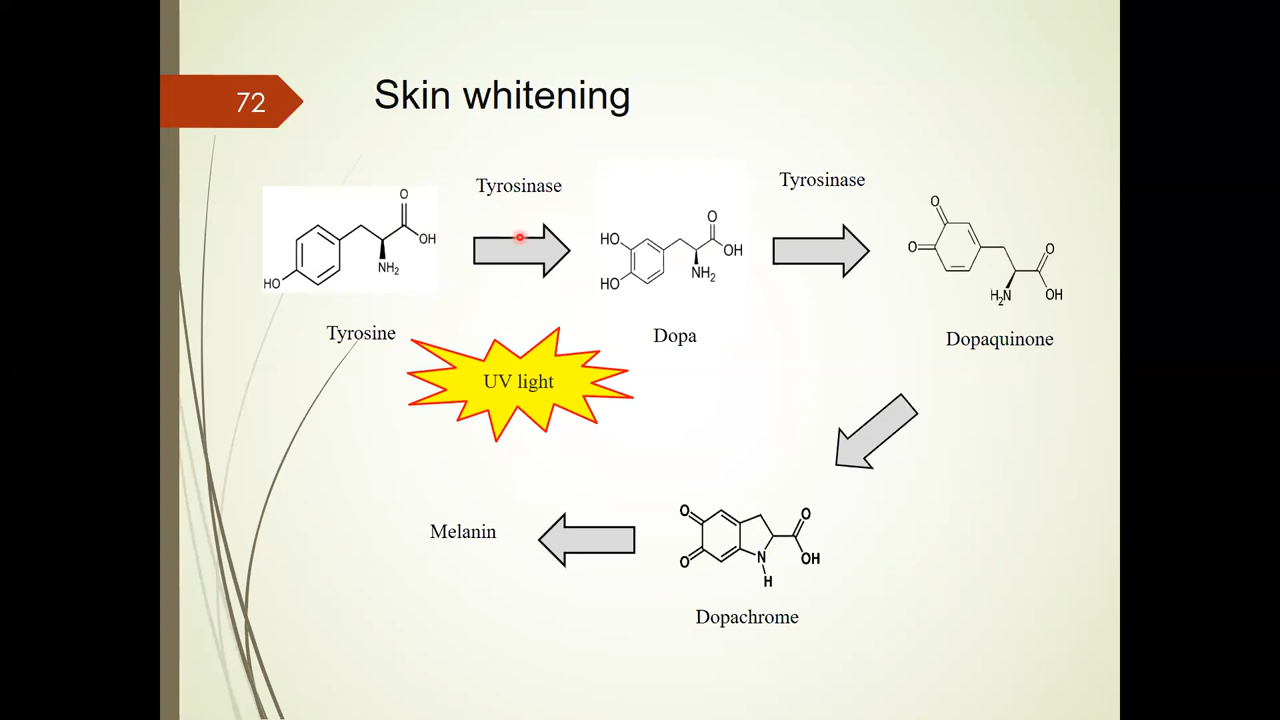 72
Skin whitening
Tyrosinase
Tyrosinase
O
OH
NH2
HO
HO
HO
O
OH
NH2
O
O
O
OH
H2N
Tyrosine
Dopa
Dopaquinone
UV light
Melanin
O
O
N
H
O
OH
Dopachrome